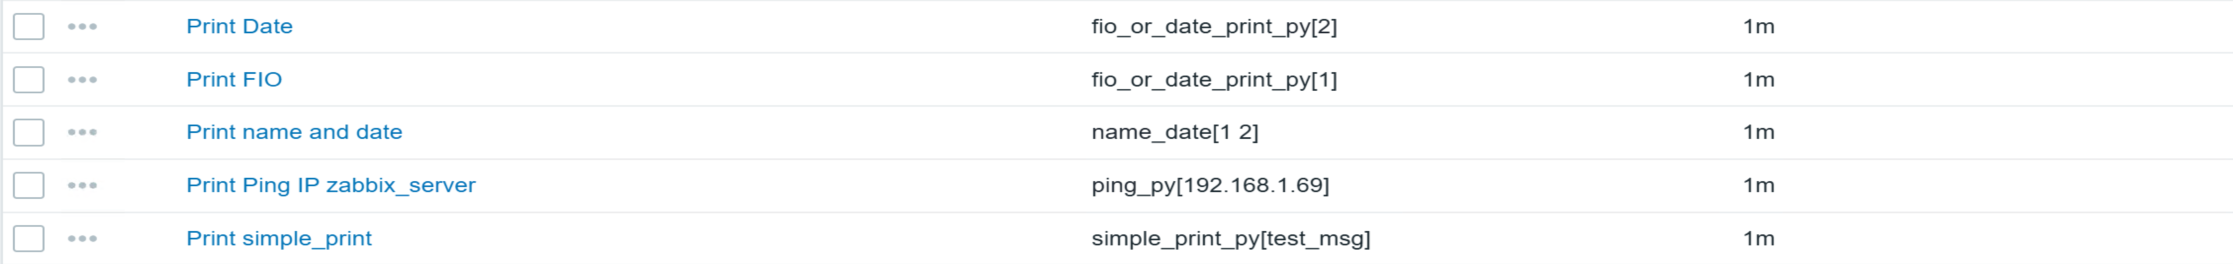 Print Date fio_or_date_print_py[2] 1m
Print FIO fio_or_date_print_py[1] 1m
Print name and date name_date[1 2] 1m
Print Ping IP zabbix_server ping_py[192.168.1.69] 1m
Print simple_print simple_print_py[test_msg] 1m